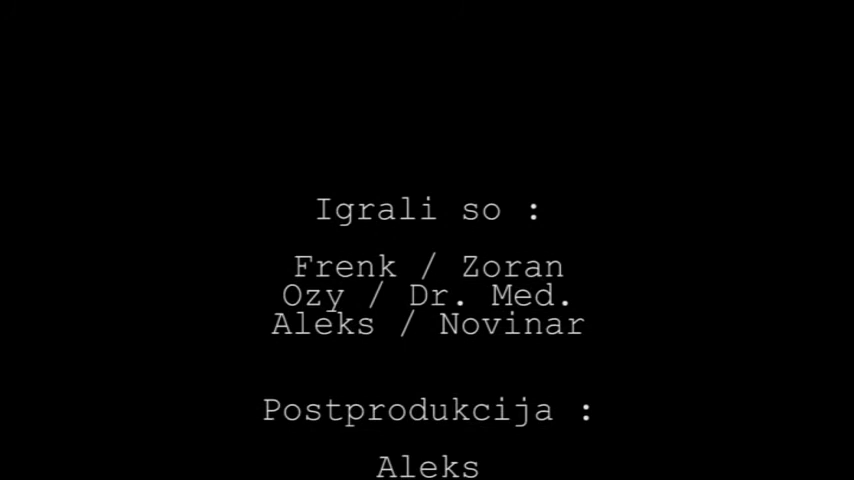 Igrali so :
Frenk / Zoran
Ozy / Dr. Med.
Aleks / Novinar
Postprodukcija :
Aleks